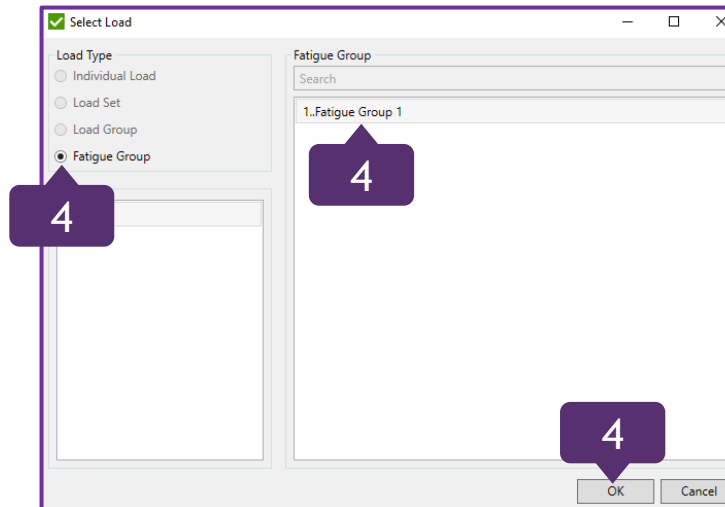 Select Load
Load Type
Individual Load
Load Set
Load Group
Fatigue Group
4
Fatigue Group
Search
1..Fatigue Group 1
4
4
OK
Cancel